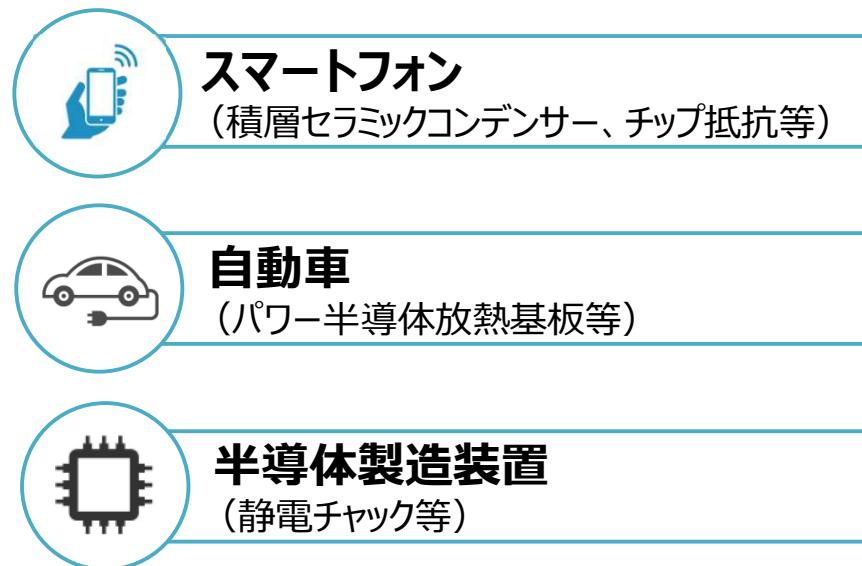 スマートフォン
（積層セラミックコンデンサー、チップ抵抗等）
自動車
（パワー半導体放熱基板等）
半導体製造装置
（静電チャック等）